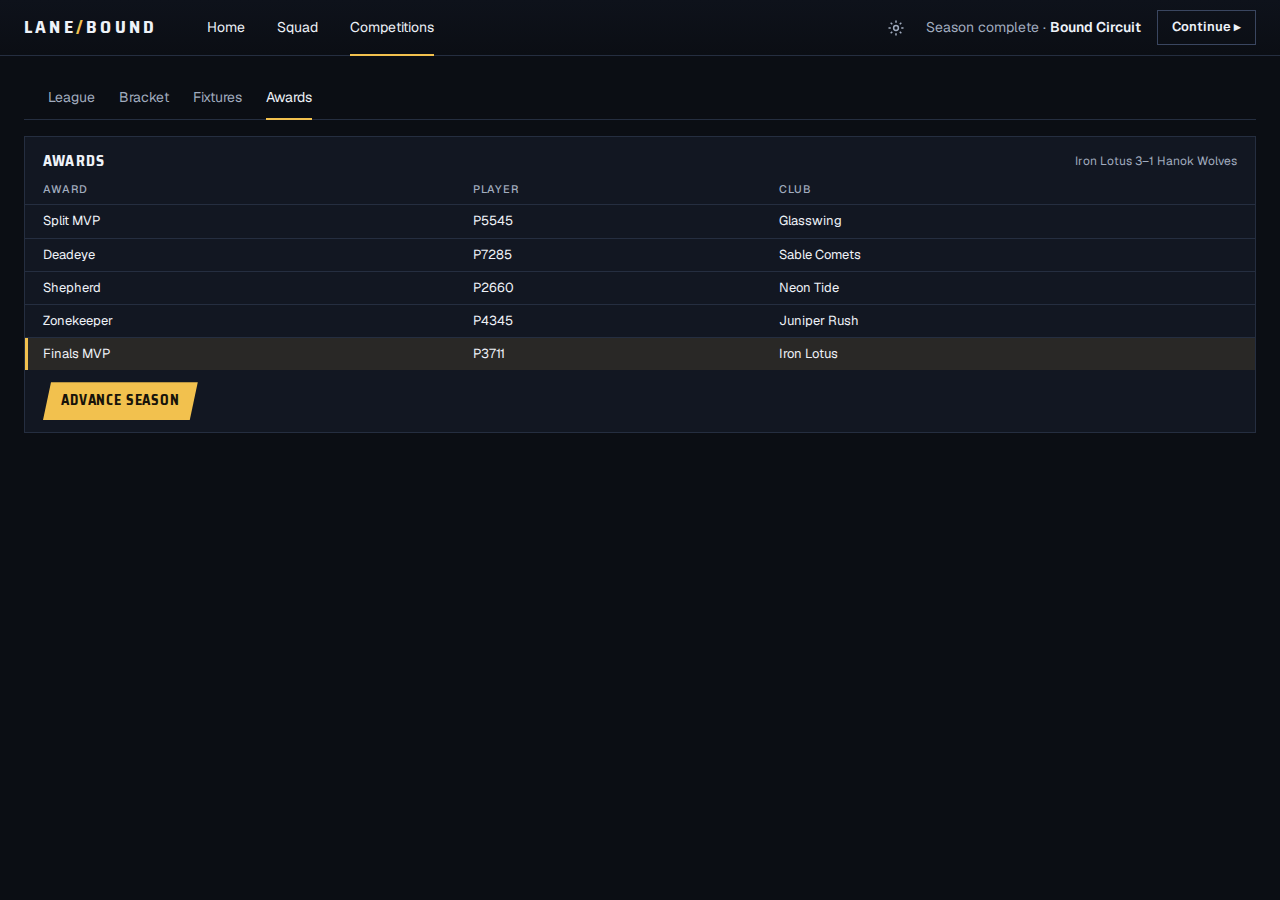 LANE/BOUND Home Squad Competitions Season complete · Bound Circuit Continue ▸
League Bracket Fixtures Awards
AWARDS Iron Lotus 3–1 Hanok Wolves
AWARD PLAYER CLUB
Split MVP P5545 Glasswing
Deadeye P7285 Sable Comets
Shepherd P2660 Neon Tide
Zonekeeper P4345 Juniper Rush
Finals MVP P3711 Iron Lotus
ADVANCE SEASON